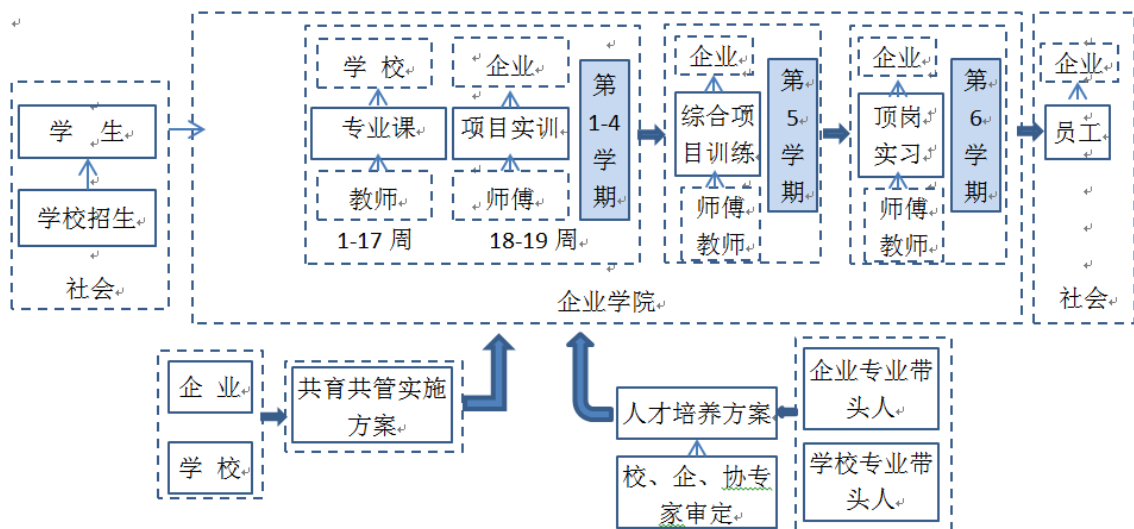 学 生
学校招生
社会
学 校
专业课
教师
1-17 周
企业
项目实训
师傅
18-19 周
第
1-4
学
期
企业
综合项
目训练
师傅
教师
第
5
学
期
企业
顶岗
实习
师傅
教师
第
6
学
期
企业学院
企业
员工
社会
企 业
学 校
共育共管实施
方案
人才培养方案
校、企、协专
家审定
企业专业带
头人
学校专业带
头人